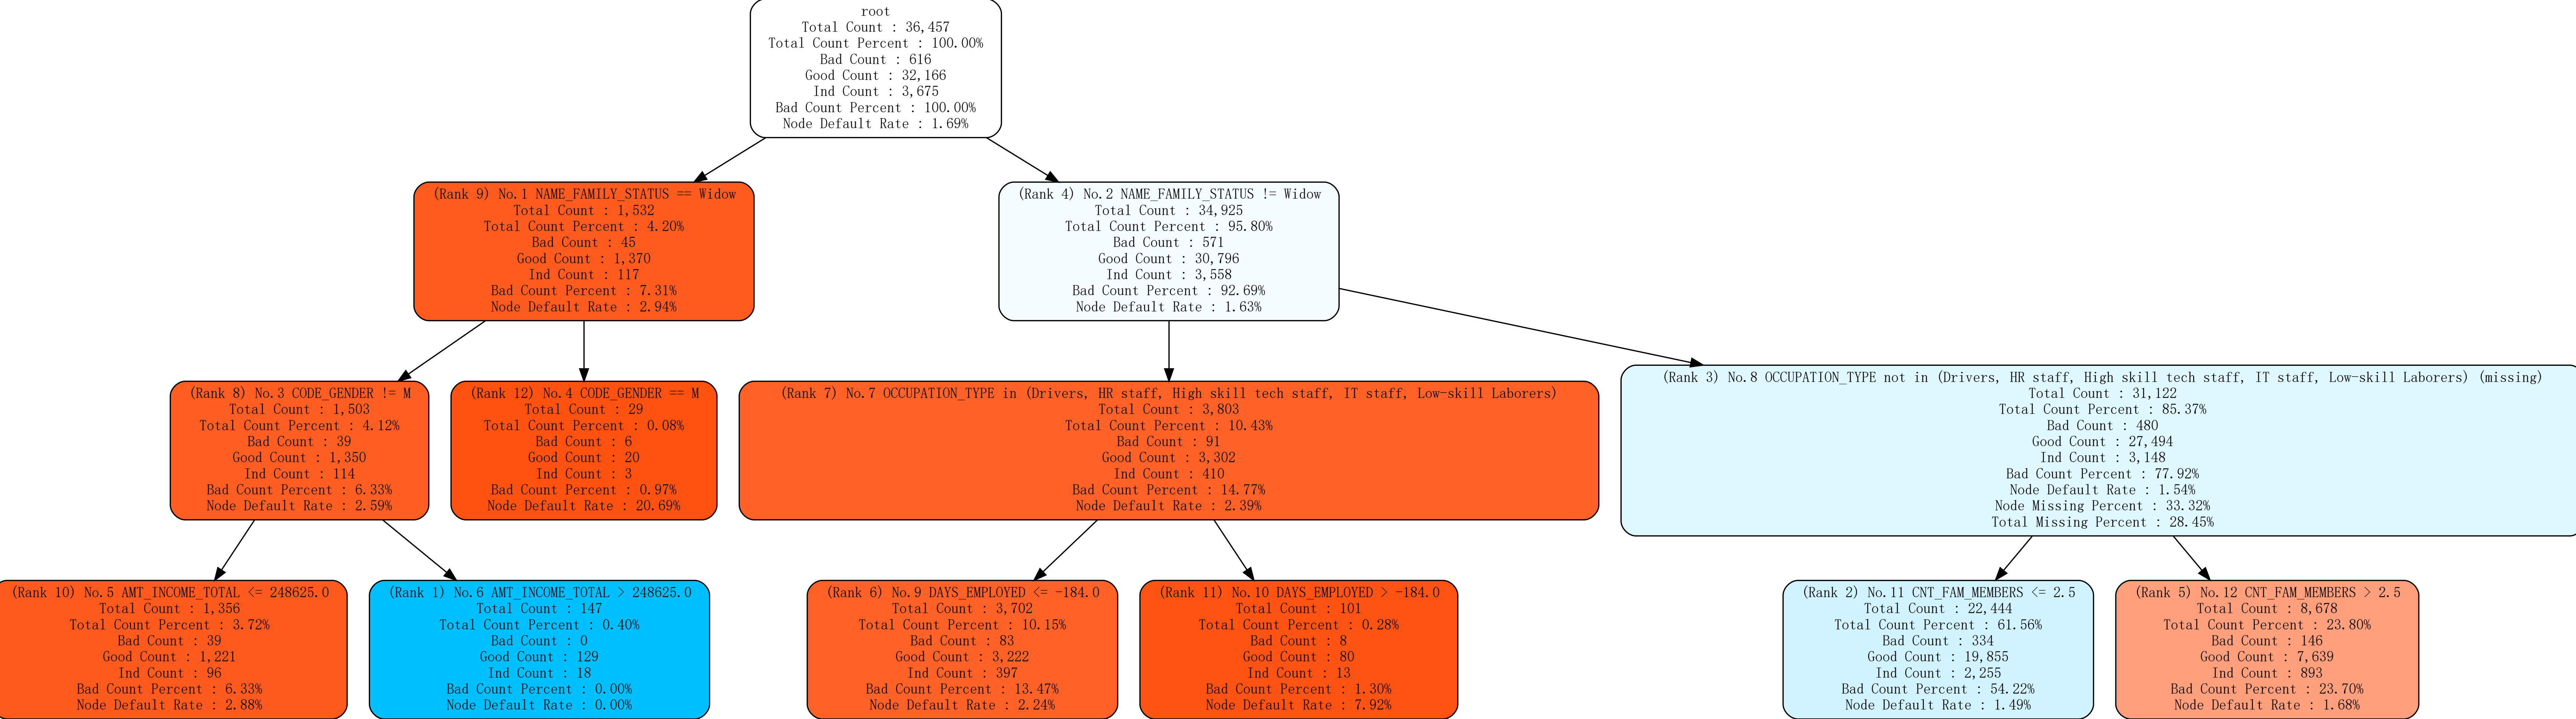 root
Total Count : 36,457
Total Count Percent : 100.00%
Bad Count : 616
Good Count : 32,166
Ind Count : 3,675
Bad Count Percent : 100.00%
Node Default Rate : 1.69%
(Rank 9) No.1 NAME_FAMILY_STATUS == Widow
Total Count : 1,532
Total Count Percent : 4.20%
Bad Count : 45
Good Count : 1,370
Ind Count : 117
Bad Count Percent : 7.31%
Node Default Rate : 2.94%
(Rank 4) No.2 NAME_FAMILY_STATUS != Widow
Total Count : 34,925
Total Count Percent : 95.80%
Bad Count : 571
Good Count : 30,796
Ind Count : 3,558
Bad Count Percent : 92.69%
Node Default Rate : 1.63%
(Rank 8) No.3 CODE_GENDER != M
Total Count : 1,503
Total Count Percent : 4.12%
Bad Count : 39
Good Count : 1,350
Ind Count : 114
Bad Count Percent : 6.33%
Node Default Rate : 2.59%
(Rank 12) No.4 CODE_GENDER == M
Total Count : 29
Total Count Percent : 0.08%
Bad Count : 6
Good Count : 20
Ind Count : 3
Bad Count Percent : 0.97%
Node Default Rate : 20.69%
(Rank 7) No.7 OCCUPATION_TYPE in (Drivers, HR staff, High skill tech staff, IT staff, Low-skill Laborers)
Total Count : 3,803
Total Count Percent : 10.43%
Bad Count : 91
Good Count : 3,302
Ind Count : 410
Bad Count Percent : 14.77%
Node Default Rate : 2.39%
(Rank 3) No.8 OCCUPATION_TYPE not in (Drivers, HR staff, High skill tech staff, IT staff, Low-skill Laborers) (missing)
Total Count : 31,122
Total Count Percent : 85.37%
Bad Count : 480
Good Count : 27,494
Ind Count : 3,148
Bad Count Percent : 77.92%
Node Default Rate : 1.54%
Node Missing Percent : 33.32%
Total Missing Percent : 28.45%
(Rank 10) No.5 AMT_INCOME_TOTAL <= 248625.0
Total Count : 1,356
Total Count Percent : 3.72%
Bad Count : 39
Good Count : 1,221
Ind Count : 96
Bad Count Percent : 6.33%
Node Default Rate : 2.88%
(Rank 1) No.6 AMT_INCOME_TOTAL > 248625.0
Total Count : 147
Total Count Percent : 0.40%
Bad Count : 0
Good Count : 129
Ind Count : 18
Bad Count Percent : 0.00%
Node Default Rate : 0.00%
(Rank 6) No.9 DAYS_EMPLOYED <= -184.0
Total Count : 3,702
Total Count Percent : 10.15%
Bad Count : 83
Good Count : 3,222
Ind Count : 397
Bad Count Percent : 13.47%
Node Default Rate : 2.24%
(Rank 11) No.10 DAYS_EMPLOYED > -184.0
Total Count : 101
Total Count Percent : 0.28%
Bad Count : 8
Good Count : 80
Ind Count : 13
Bad Count Percent : 1.30%
Node Default Rate : 7.92%
(Rank 2) No.11 CNT_FAM_MEMBERS <= 2.5
Total Count : 22,444
Total Count Percent : 61.56%
Bad Count : 334
Good Count : 19,855
Ind Count : 2,255
Bad Count Percent : 54.22%
Node Default Rate : 1.49%
(Rank 5) No.12 CNT_FAM_MEMBERS > 2.5
Total Count : 8,678
Total Count Percent : 23.80%
Bad Count : 146
Good Count : 7,639
Ind Count : 893
Bad Count Percent : 23.70%
Node Default Rate : 1.68%